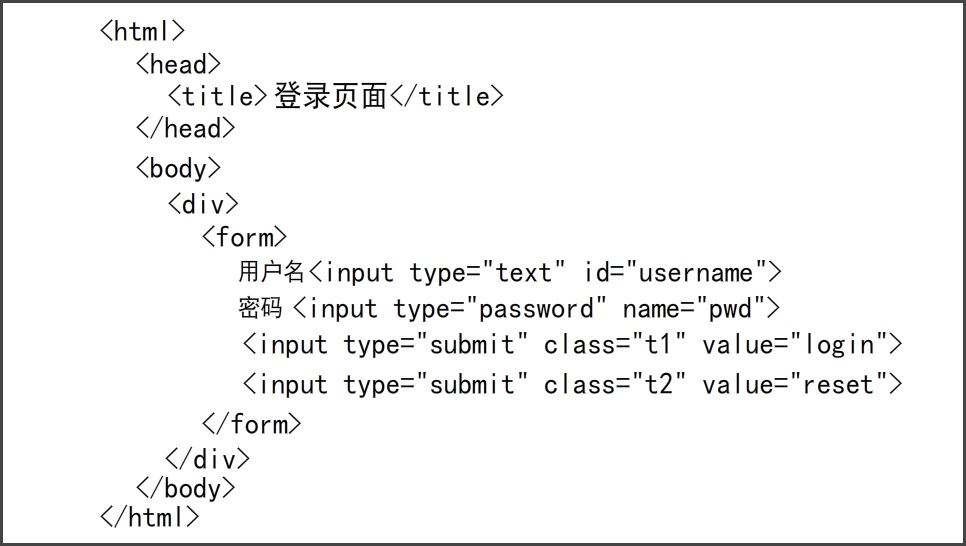 <html>
<head>
<title>登录页面</title>
</head>
<body>
<div>
<form>
用户名<input type="text" id="username">
密码 <input type="password" name="pwd">
<input type="submit" class="t1" value="login">
<input type="submit" class="t2" value="reset">
</form>
</div>
</body>
</html>